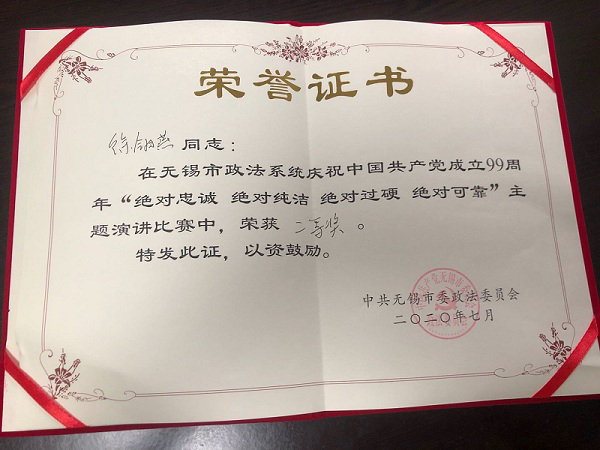 荣誉证书
徐翎燕 同志：
在无锡市政法系统庆祝中国共产党成立99周
年“绝对忠诚 绝对纯洁 绝对过硬 绝对可靠”主
题演讲比赛中，荣获 二等奖 。
特发此证，以资鼓励。
中共无锡市委政法委员会
二〇二〇年七月